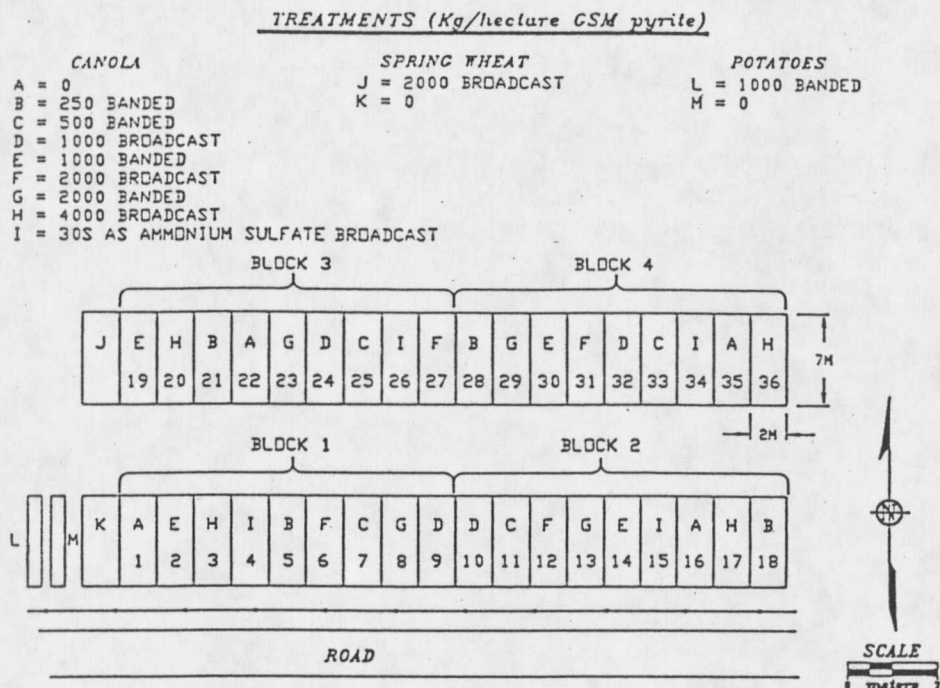 TREATMENTS (Kg/hectare GSM pyrite)
CANOLA
A = 0
B = 250 BANDED
C = 500 BANDED
D = 1000 BROADCAST
E = 1000 BANDED
F = 2000 BROADCAST
G = 2000 BANDED
H = 4000 BROADCAST
I = 30S AS AMMONIUM SULFATE BROADCAST
SPRING WHEAT
J = 2000 BROADCAST
K = 0
POTATOES
L = 1000 BANDED
M = 0
BLOCK 3 BLOCK 4
J E H B A G D C I F B G E F D C I A H
19 20 21 22 23 24 25 26 27 28 29 30 31 32 33 34 35 36
7M
2M
BLOCK 1 BLOCK 2
L M K A E H I B F C G D D C F G E I A H B
1 2 3 4 5 6 7 8 9 10 11 12 13 14 15 16 17 18
N
ROAD
SCALE
meters